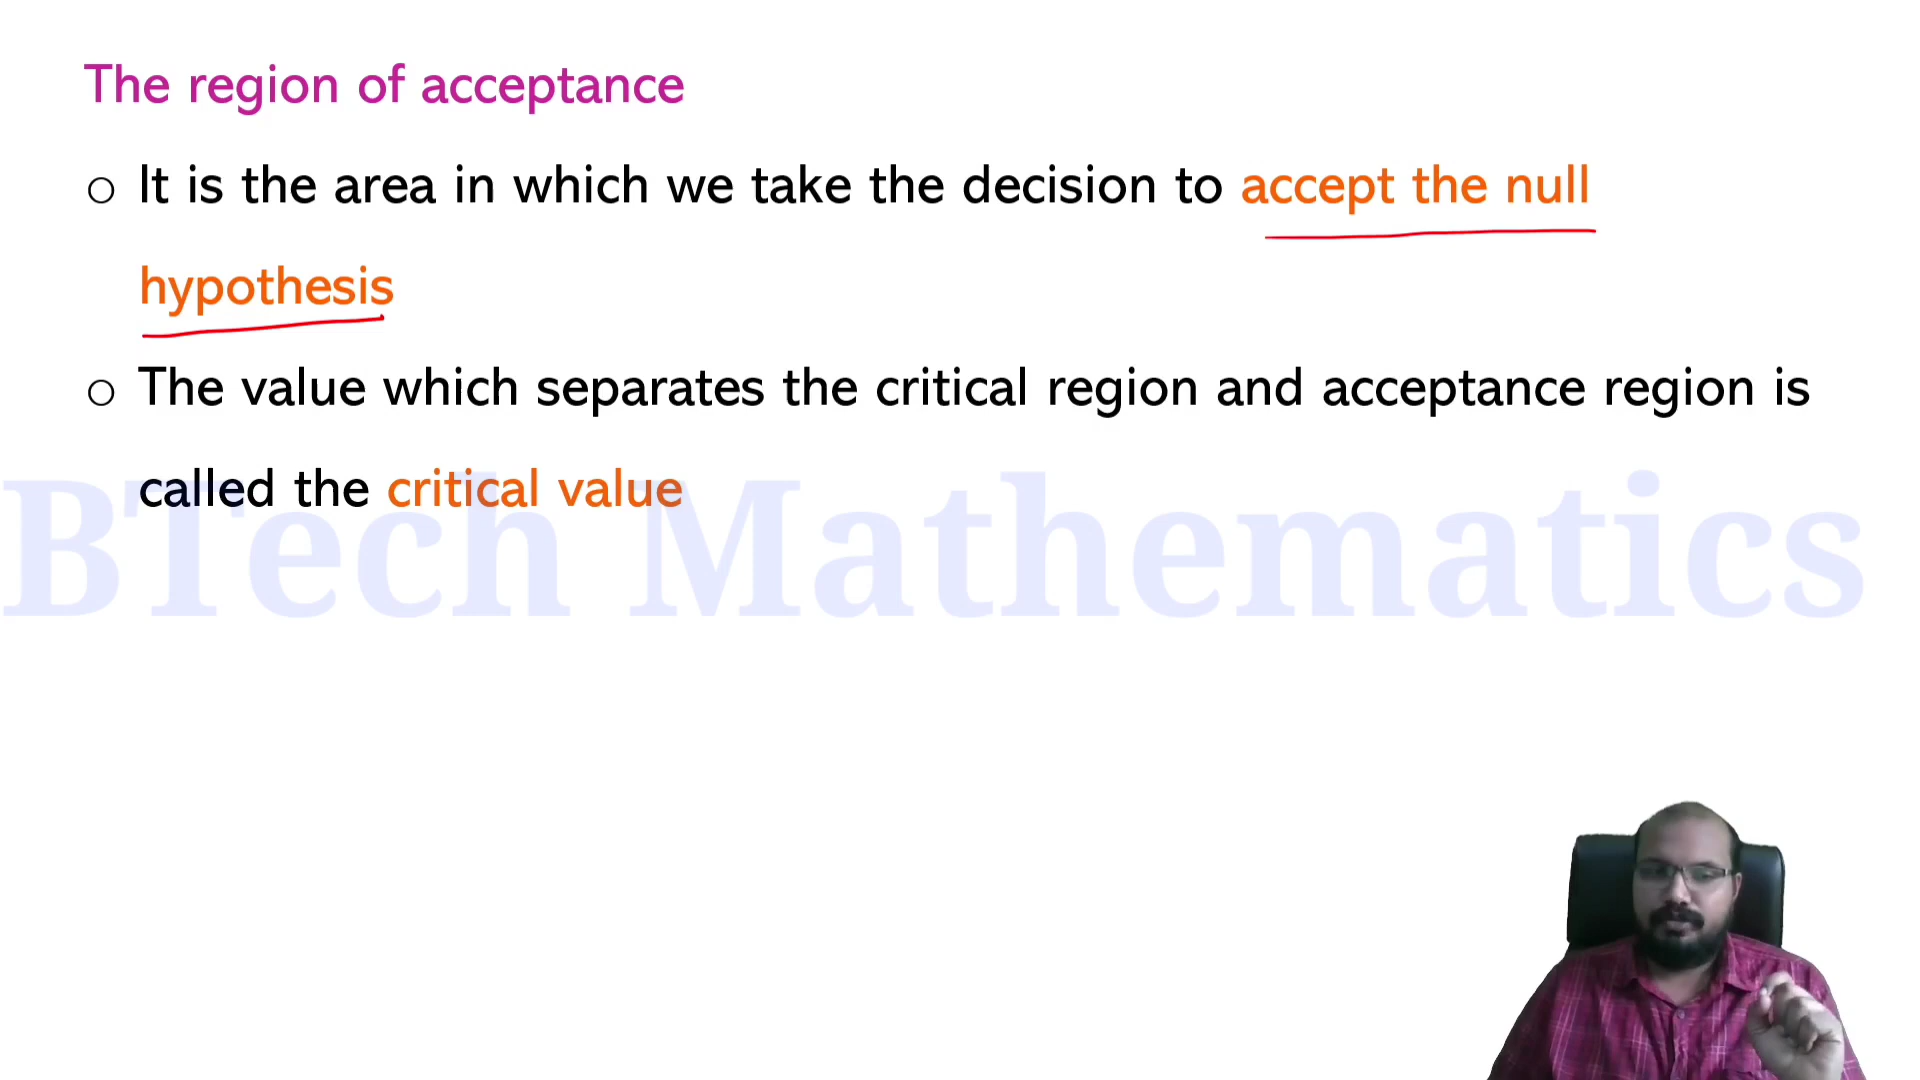 The region of acceptance
○ It is the area in which we take the decision to accept the null
hypothesis
○ The value which separates the critical region and acceptance region is
called the critical value
BTech Mathematics